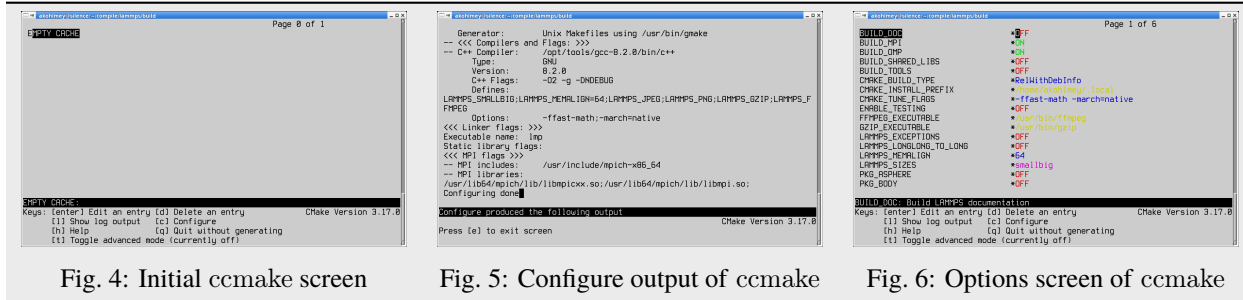 akohlmey@silence:~/compile/lammps/build
Page 0 of 1
EMPTY CACHE
EMPTY CACHE:
Keys: [enter] Edit an entry [d] Delete an entry CMake Version 3.17.0
[l] Show log output [c] Configure
[h] Help [q] Quit without generating
[t] Toggle advanced mode (currently off)
Fig. 4: Initial ccmake screen
akohlmey@silence:~/compile/lammps/build
Generator: Unix Makefiles using /usr/bin/gmake
-- <<< Compilers and Flags: >>>
-- C++ Compiler: /opt/tools/gcc-8.2.0/bin/c++
Type: GNU
Version: 8.2.0
C++ Flags: -O2 -g -DNDEBUG
Defines:
LAMMPS_SMALLBIG;LAMMPS_MEMALIGN=64;LAMMPS_JPEG;LAMMPS_PNG;LAMMPS_GZIP;LAMMPS_F
FMPEG
Options: -ffast-math;-march=native
<<< Linker flags: >>>
Executable name: lmp
Static library flags:
<<< MPI flags >>>
-- MPI includes: /usr/include/mpich-x86_64
-- MPI libraries:
/usr/lib64/mpich/lib/libmpicxx.so;/usr/lib64/mpich/lib/libmpi.so;
Configuring done
Configure produced the following output
CMake Version 3.17.0
Press [e] to exit screen
Fig. 5: Configure output of ccmake
akohlmey@silence:~/compile/lammps/build
Page 1 of 6
BUILD_DOC *OFF
BUILD_MPI *ON
BUILD_OMP *ON
BUILD_SHARED_LIBS *OFF
BUILD_TOOLS *OFF
CMAKE_BUILD_TYPE *RelWithDebInfo
CMAKE_INSTALL_PREFIX */home/akohlmey/.local
CMAKE_TUNE_FLAGS *-ffast-math -march=native
ENABLE_TESTING *OFF
FFMPEG_EXECUTABLE */usr/bin/ffmpeg
GZIP_EXECUTABLE */usr/bin/gzip
LAMMPS_EXCEPTIONS *OFF
LAMMPS_LONGLONG_TO_LONG *OFF
LAMMPS_MEMALIGN *64
LAMMPS_SIZES *smallbig
PKG_ASPHERE *OFF
PKG_BODY *OFF
BUILD_DOC: Build LAMMPS documentation
Keys: [enter] Edit an entry [d] Delete an entry CMake Version 3.17.0
[l] Show log output [c] Configure
[h] Help [q] Quit without generating
[t] Toggle advanced mode (currently off)
Fig. 6: Options screen of ccmake